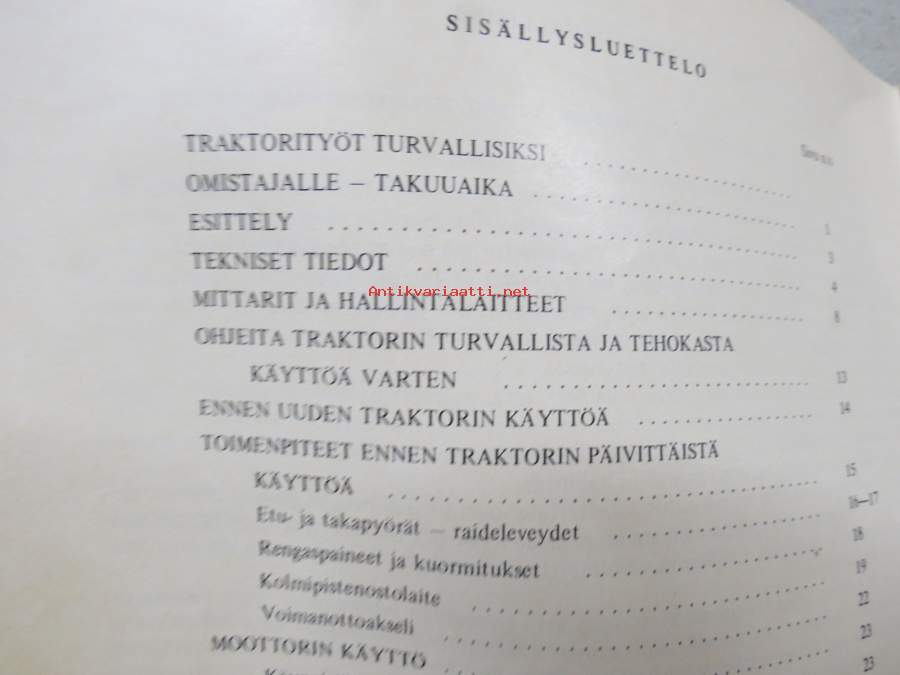 SISÄLLYSLUETTELO
TRAKTORITYÖT TURVALLISIKSI . . . . . . . . . . . . . . .
OMISTAJALLE – TAKUUAIKA . . . . . . . . . . . . . . . . . . 1
ESITTELY . . . . . . . . . . . . . . . . . . . . . . . . . . . . . . 3
TEKNISET TIEDOT . . . . . . . . . . . . . . . . . . . . . . . . 4
Antikvariaatti.net
MITTARIT JA HALLINTALAITTEET . . . . . . . . . . . . . 8
OHJEITA TRAKTORIN TURVALLISTA JA TEHOKASTA
KÄYTTÖÄ VARTEN . . . . . . . . . . . . . . . . . . . . . 13
ENNEN UUDEN TRAKTORIN KÄYTTÖÄ . . . . . . . . . . . . 14
TOIMENPITEET ENNEN TRAKTORIN PÄIVITTÄISTÄ
KÄYTTÖÄ . . . . . . . . . . . . . . . . . . . . . . . . . . . . . 15
Etu- ja takapyörät – raideleveydet . . . . . . . . . . . . . . 16–17
Rengaspaineet ja kuormitukset . . . . . . . . . . . . . . . . 18
Kolmipistenostolaite . . . . . . . . . . . . . . . . . . . . . . . 19
Voimanottoakseli . . . . . . . . . . . . . . . . . . . . . . . . . 22
MOOTTORIN KÄYTTÖ . . . . . . . . . . . . . . . . . . . . . . 23
23